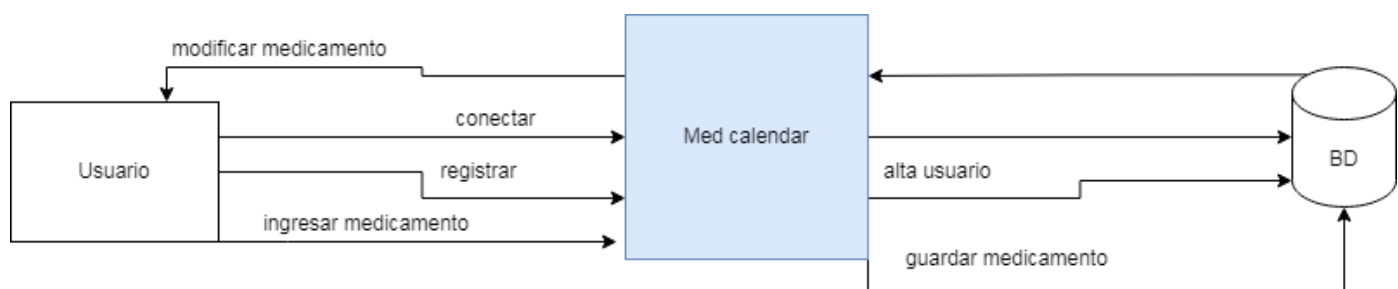 modificar medicamento
conectar
Med calendar
Usuario
registrar
alta usuario
BD
ingresar medicamento
guardar medicamento